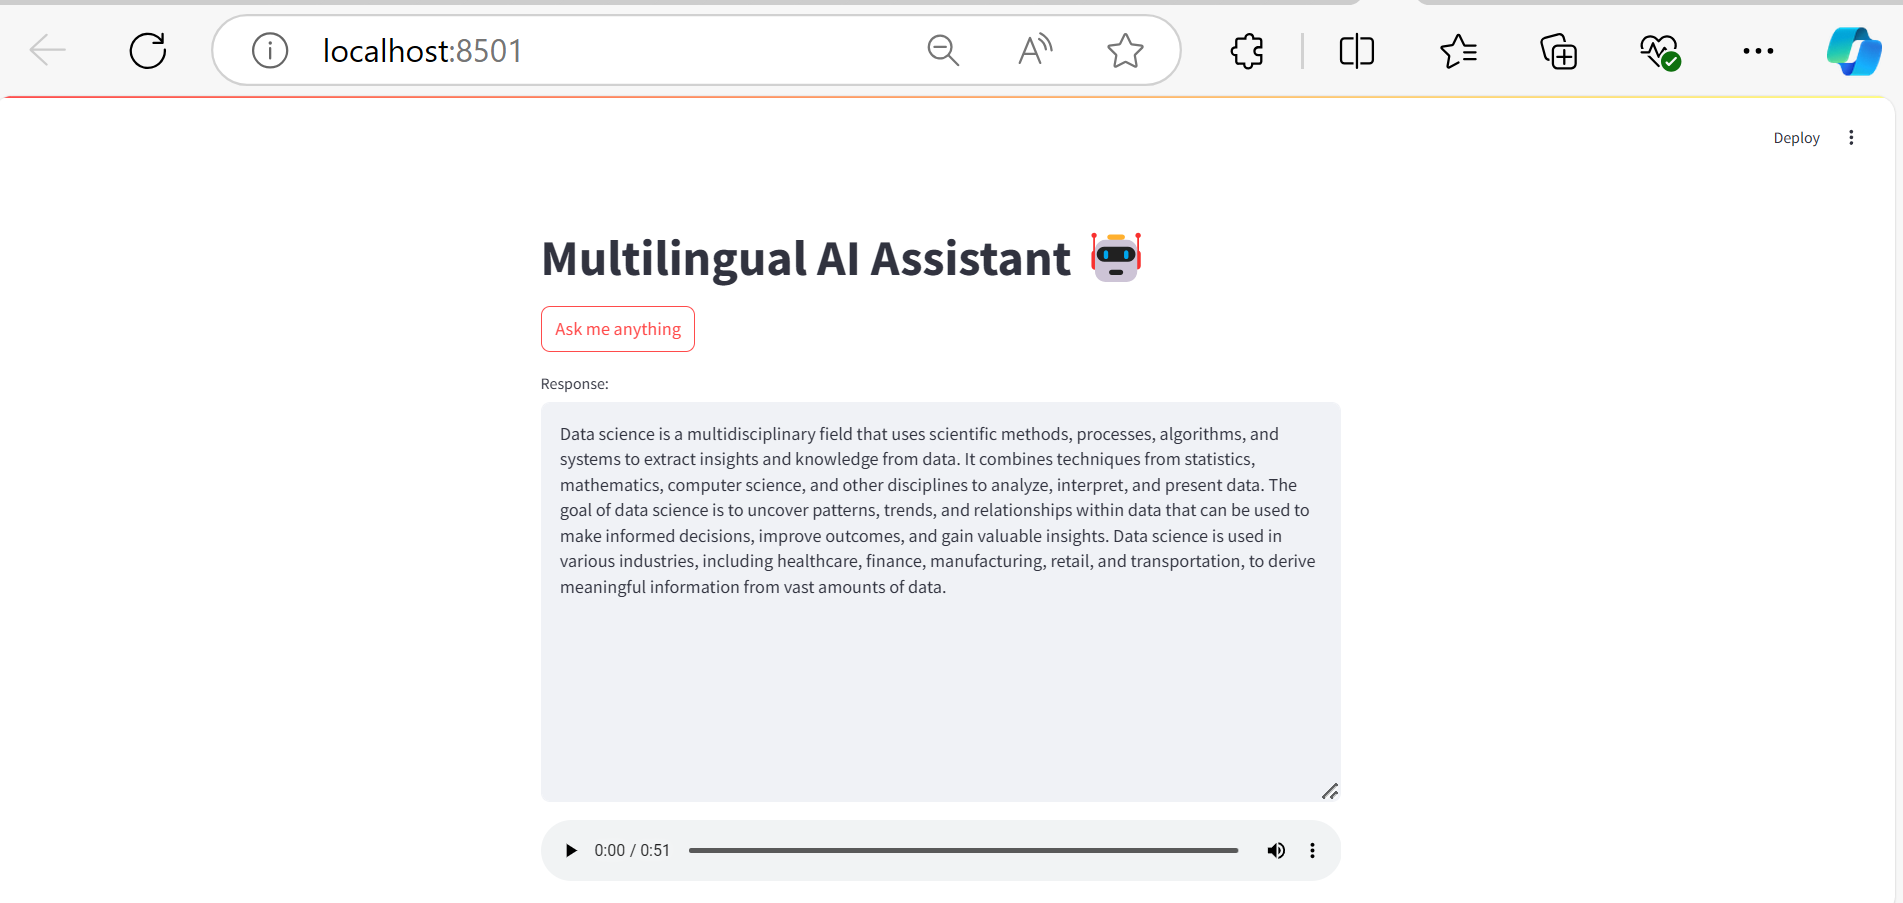 localhost:8501
Deploy
Multilingual AI Assistant
Ask me anything
Response:
Data science is a multidisciplinary field that uses scientific methods, processes, algorithms, and
systems to extract insights and knowledge from data. It combines techniques from statistics,
mathematics, computer science, and other disciplines to analyze, interpret, and present data. The
goal of data science is to uncover patterns, trends, and relationships within data that can be used to
make informed decisions, improve outcomes, and gain valuable insights. Data science is used in
various industries, including healthcare, finance, manufacturing, retail, and transportation, to derive
meaningful information from vast amounts of data.
0:00 / 0:51